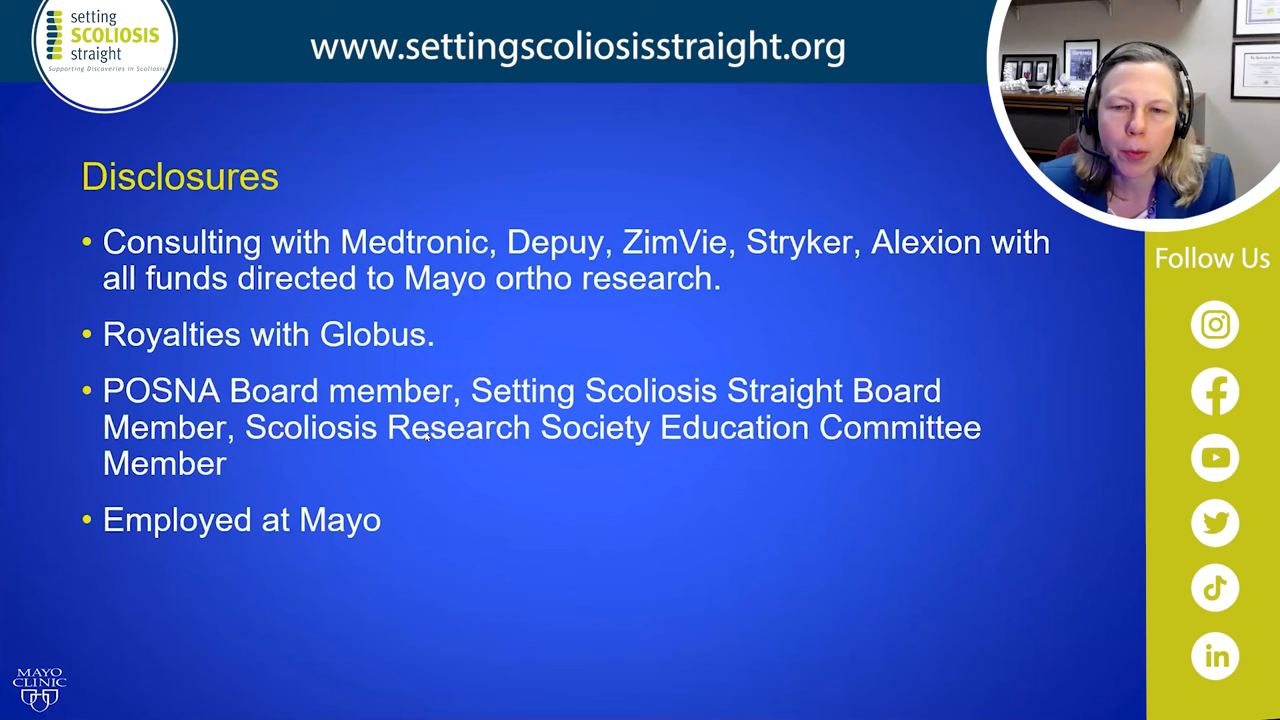 setting
SCOLIOSIS
straight
Supporting Discoveries in Scoliosis
www.settingscoliosisstraight.org
Disclosures
• Consulting with Medtronic, Depuy, ZimVie, Stryker, Alexion with
all funds directed to Mayo ortho research.
• Royalties with Globus.
• POSNA Board member, Setting Scoliosis Straight Board
Member, Scoliosis Research Society Education Committee
Member
• Employed at Mayo
Follow Us
in
MAYO
CLINIC